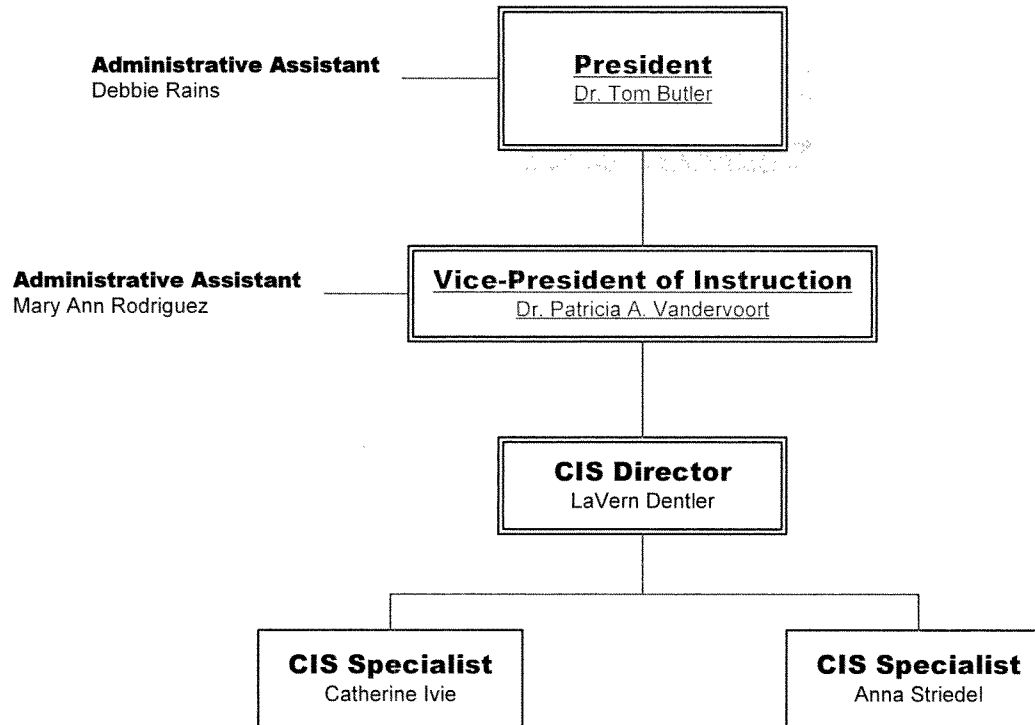 President
Dr. Tom Butler
Administrative Assistant
Debbie Rains
Vice-President of Instruction
Dr. Patricia A. Vandervoort
Administrative Assistant
Mary Ann Rodriguez
CIS Director
LaVern Dentler
CIS Specialist
Catherine Ivie
CIS Specialist
Anna Striedel